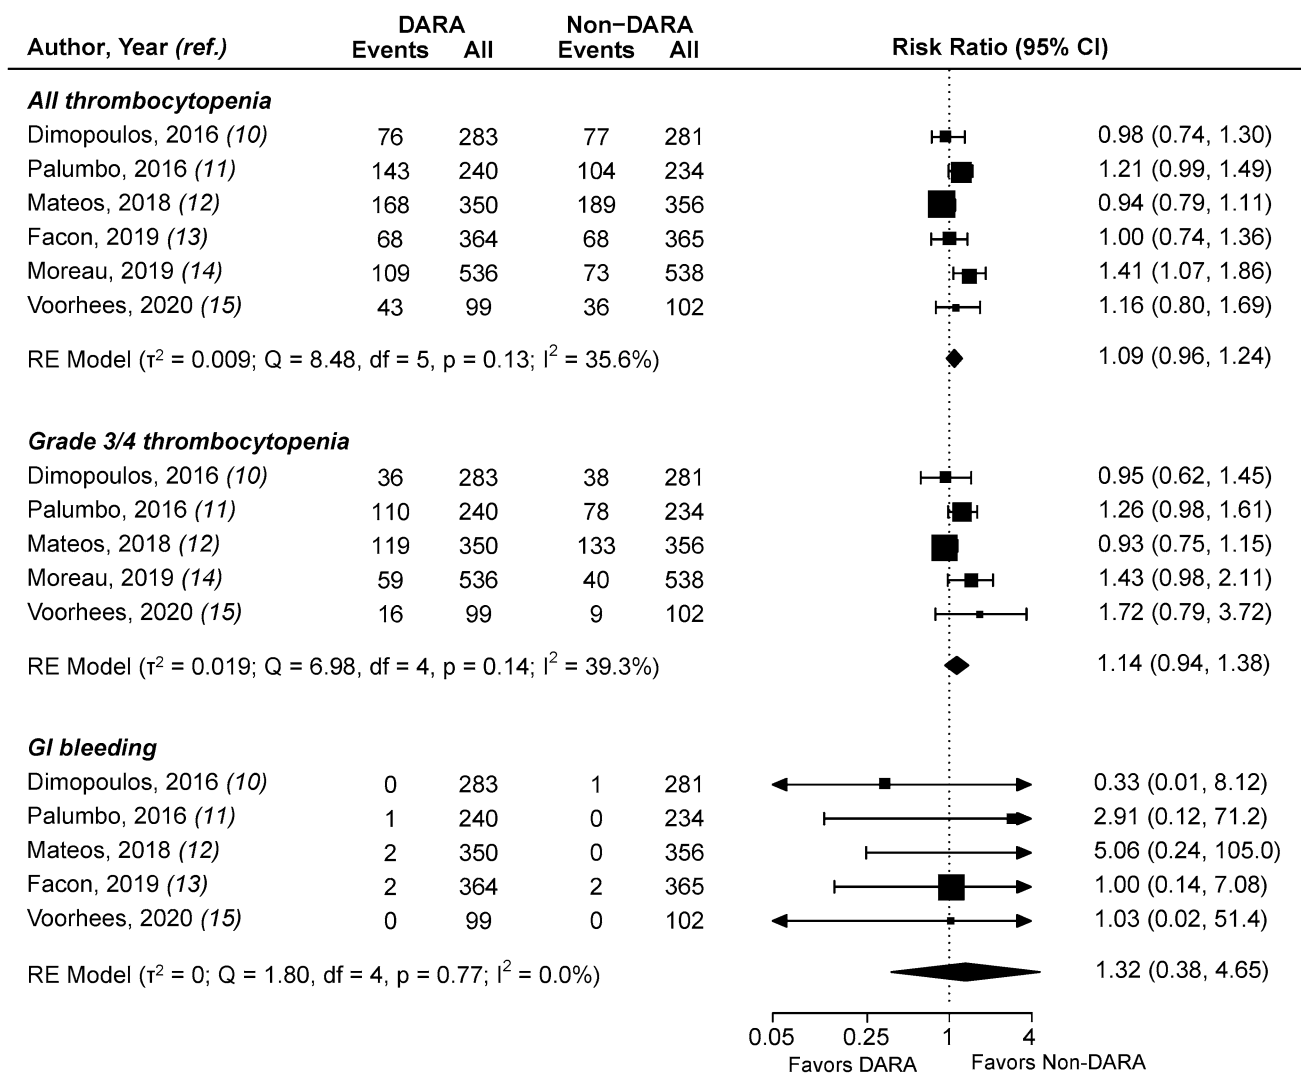 DARA Non−DARA
Author, Year (ref.) Events All Events All Risk Ratio (95% CI)
All thrombocytopenia
Dimopoulos, 2016 (10) 76 283 77 281 0.98 (0.74, 1.30)
Palumbo, 2016 (11) 143 240 104 234 1.21 (0.99, 1.49)
Mateos, 2018 (12) 168 350 189 356 0.94 (0.79, 1.11)
Facon, 2019 (13) 68 364 68 365 1.00 (0.74, 1.36)
Moreau, 2019 (14) 109 536 73 538 1.41 (1.07, 1.86)
Voorhees, 2020 (15) 43 99 36 102 1.16 (0.80, 1.69)
RE Model (τ² = 0.009; Q = 8.48, df = 5, p = 0.13; I² = 35.6%) 1.09 (0.96, 1.24)
Grade 3/4 thrombocytopenia
Dimopoulos, 2016 (10) 36 283 38 281 0.95 (0.62, 1.45)
Palumbo, 2016 (11) 110 240 78 234 1.26 (0.98, 1.61)
Mateos, 2018 (12) 119 350 133 356 0.93 (0.75, 1.15)
Moreau, 2019 (14) 59 536 40 538 1.43 (0.98, 2.11)
Voorhees, 2020 (15) 16 99 9 102 1.72 (0.79, 3.72)
RE Model (τ² = 0.019; Q = 6.98, df = 4, p = 0.14; I² = 39.3%) 1.14 (0.94, 1.38)
GI bleeding
Dimopoulos, 2016 (10) 0 283 1 281 0.33 (0.01, 8.12)
Palumbo, 2016 (11) 1 240 0 234 2.91 (0.12, 71.2)
Mateos, 2018 (12) 2 350 0 356 5.06 (0.24, 105.0)
Facon, 2019 (13) 2 364 2 365 1.00 (0.14, 7.08)
Voorhees, 2020 (15) 0 99 0 102 1.03 (0.02, 51.4)
RE Model (τ² = 0; Q = 1.80, df = 4, p = 0.77; I² = 0.0%) 1.32 (0.38, 4.65)
0.05 0.25 1 4
Favors DARA Favors Non-DARA